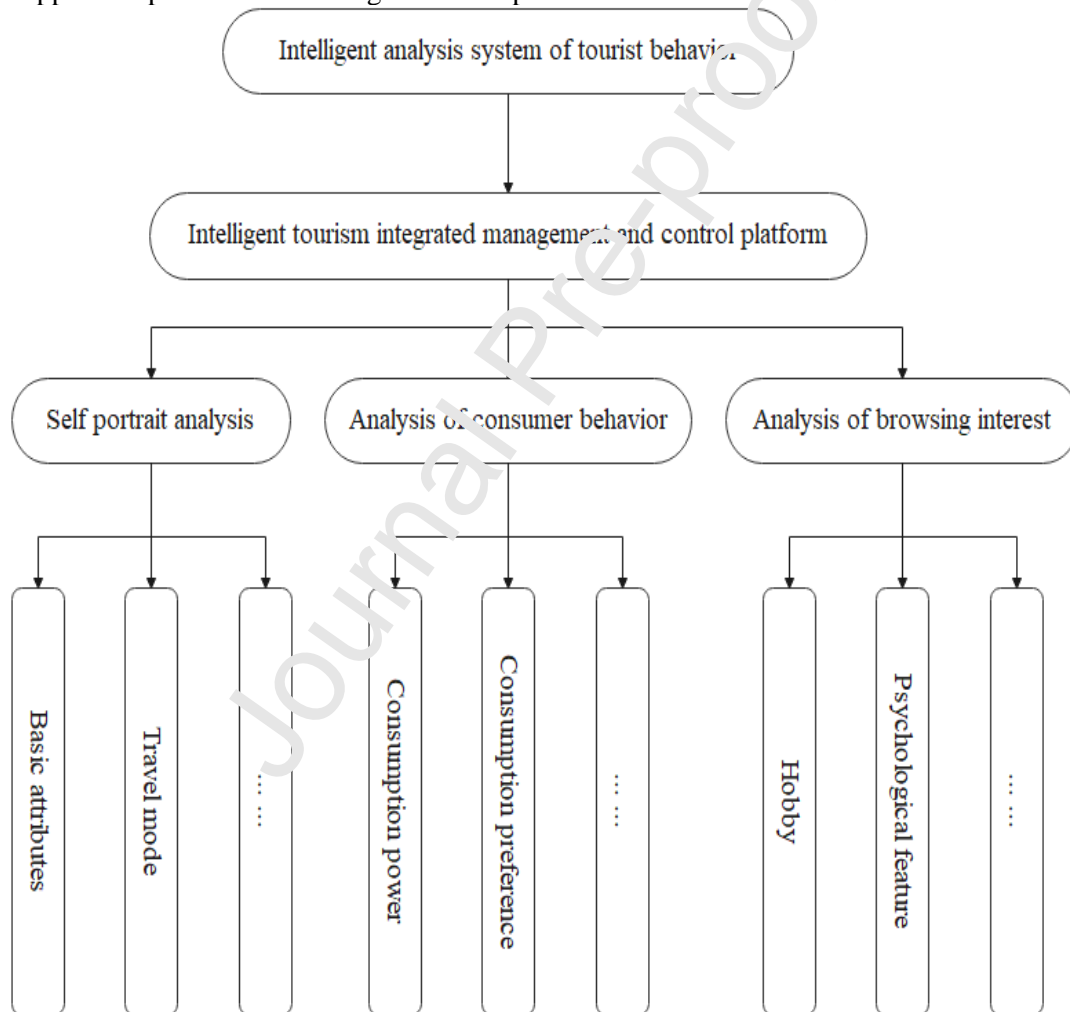 Intelligent analysis system of tourist behavior
Intelligent tourism integrated management and control platform
Self portrait analysis
Analysis of consumer behavior
Analysis of browsing interest
Basic attributes
Travel mode
... ...
Consumption power
Consumption preference
... ...
Hobby
Psychological feature
... ...
Journal Pre-proo